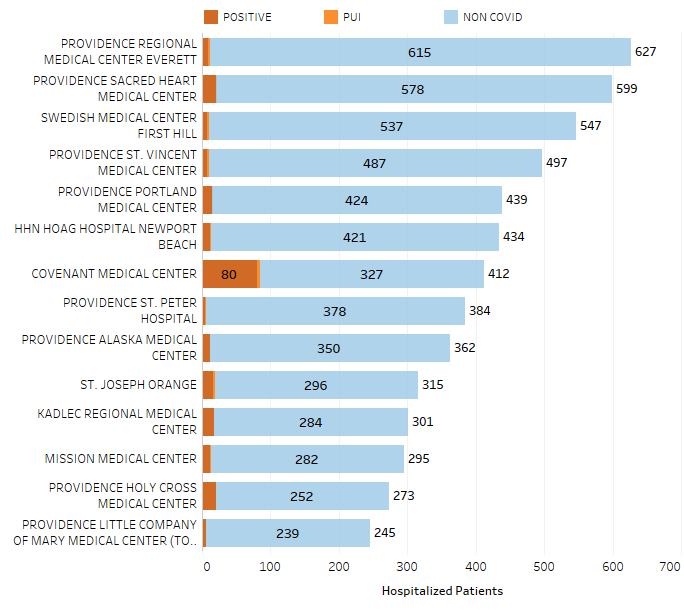 POSITIVE PUI NON COVID
PROVIDENCE REGIONAL
MEDICAL CENTER EVERETT
615 627
PROVIDENCE SACRED HEART
MEDICAL CENTER
578 599
SWEDISH MEDICAL CENTER
FIRST HILL
537 547
PROVIDENCE ST. VINCENT
MEDICAL CENTER
487 497
PROVIDENCE PORTLAND
MEDICAL CENTER
424 439
HHN HOAG HOSPITAL NEWPORT
BEACH
421 434
COVENANT MEDICAL CENTER 80 327 412
PROVIDENCE ST. PETER
HOSPITAL
378 384
PROVIDENCE ALASKA MEDICAL
CENTER
350 362
ST. JOSEPH ORANGE 296 315
KADLEC REGIONAL MEDICAL
CENTER
284 301
MISSION MEDICAL CENTER 282 295
PROVIDENCE HOLY CROSS
MEDICAL CENTER
252 273
PROVIDENCE LITTLE COMPANY
OF MARY MEDICAL CENTER (TO..
239 245
0 100 200 300 400 500 600 700
Hospitalized Patients